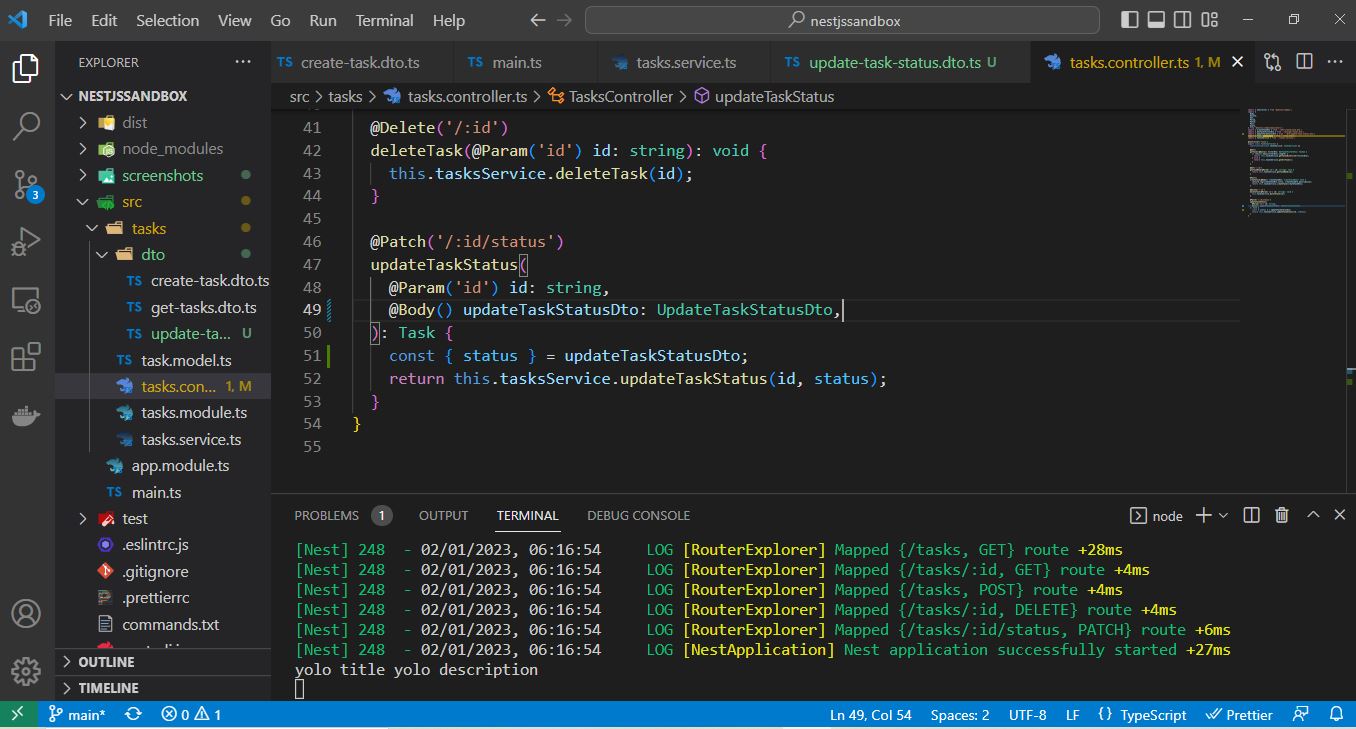 File Edit Selection View Go Run Terminal Help nestjssandbox
EXPLORER
NESTJSSANDBOX
dist
node_modules
screenshots
src
tasks
dto
TS create-task.dto.ts
TS get-tasks.dto.ts
TS update-ta... U
TS task.model.ts
tasks.con... 1, M
tasks.module.ts
tasks.service.ts
app.module.ts
TS main.ts
test
.eslintrc.js
.gitignore
.prettierrc
commands.txt
OUTLINE
TIMELINE
3
TS create-task.dto.ts TS main.ts tasks.service.ts TS update-task-status.dto.ts U tasks.controller.ts 1, M
src > tasks > tasks.controller.ts > TasksController > updateTaskStatus
41 @Delete('/:id')
42 deleteTask(@Param('id') id: string): void {
43 this.tasksService.deleteTask(id);
44 }
45
46 @Patch('/:id/status')
47 updateTaskStatus(
48 @Param('id') id: string,
49 @Body() updateTaskStatusDto: UpdateTaskStatusDto,
50 ): Task {
51 const { status } = updateTaskStatusDto;
52 return this.tasksService.updateTaskStatus(id, status);
53 }
54 }
55
PROBLEMS 1 OUTPUT TERMINAL DEBUG CONSOLE node
[Nest] 248 - 02/01/2023, 06:16:54 LOG [RouterExplorer] Mapped {/tasks, GET} route +28ms
[Nest] 248 - 02/01/2023, 06:16:54 LOG [RouterExplorer] Mapped {/tasks/:id, GET} route +4ms
[Nest] 248 - 02/01/2023, 06:16:54 LOG [RouterExplorer] Mapped {/tasks, POST} route +4ms
[Nest] 248 - 02/01/2023, 06:16:54 LOG [RouterExplorer] Mapped {/tasks/:id, DELETE} route +4ms
[Nest] 248 - 02/01/2023, 06:16:54 LOG [RouterExplorer] Mapped {/tasks/:id/status, PATCH} route +6ms
[Nest] 248 - 02/01/2023, 06:16:54 LOG [NestApplication] Nest application successfully started +27ms
yolo title yolo description
main* 0 1 Ln 49, Col 54 Spaces: 2 UTF-8 LF {} TypeScript Prettier